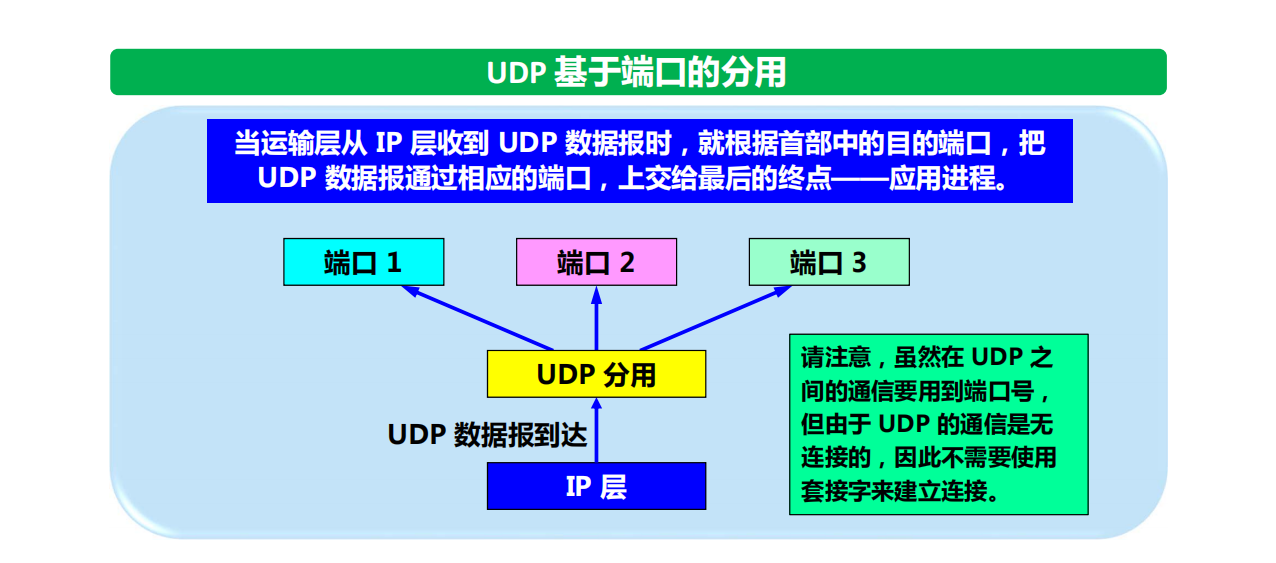 UDP 基于端口的分用
当运输层从 IP 层收到 UDP 数据报时，就根据首部中的目的端口，把
UDP 数据报通过相应的端口，上交给最后的终点——应用进程。
端口 1
端口 2
端口 3
UDP 分用
UDP 数据报到达
IP 层
请注意，虽然在 UDP 之
间的通信要用到端口号，
但由于 UDP 的通信是无
连接的，因此不需要使用
套接字来建立连接。